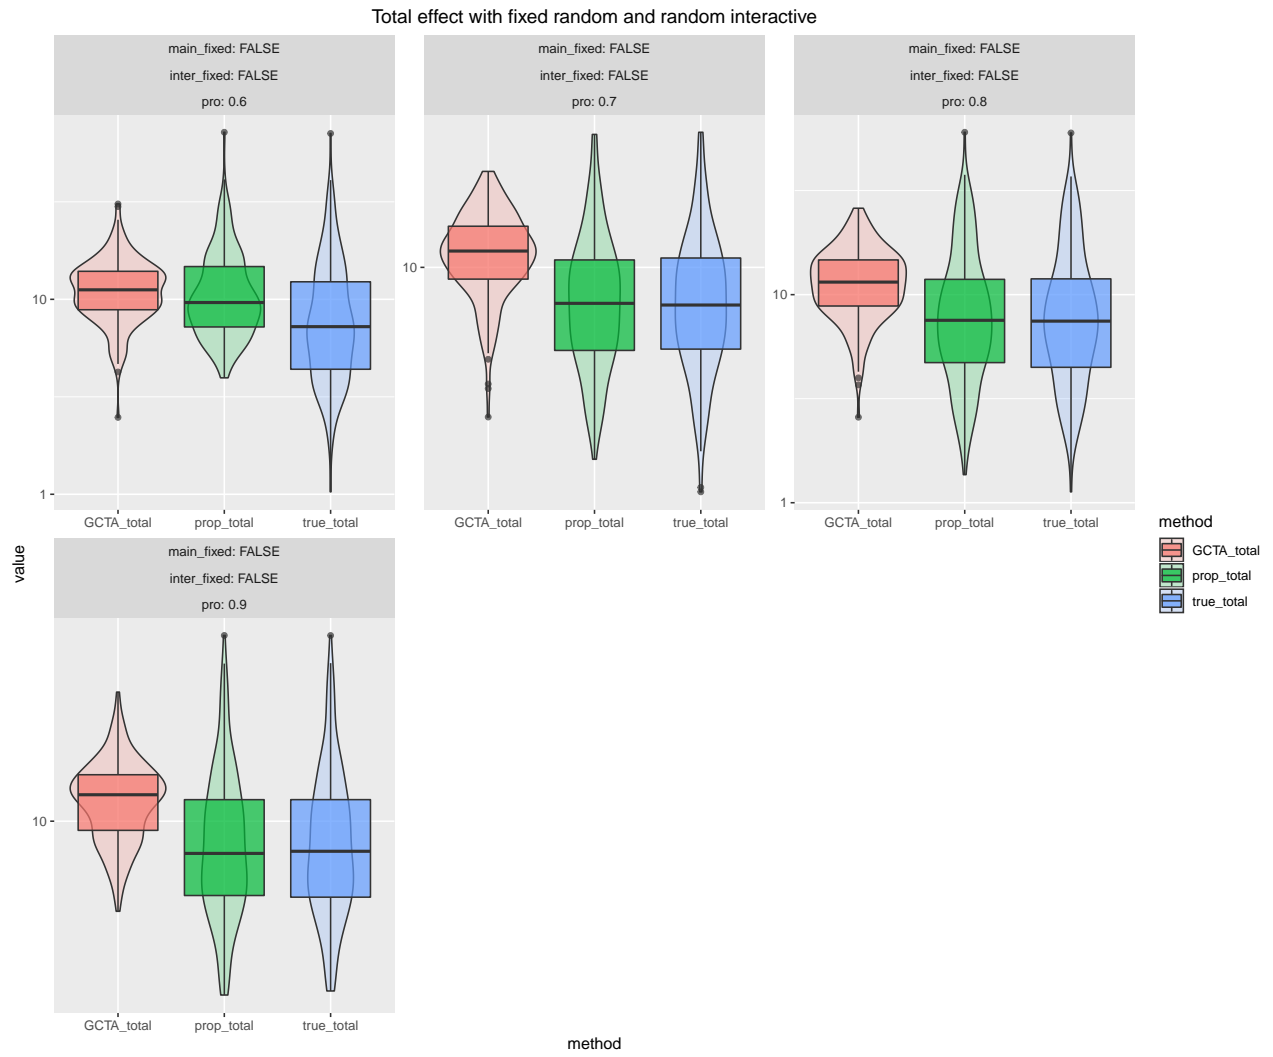 Total effect with fixed random and random interactive
main_fixed: FALSE
inter_fixed: FALSE
pro: 0.6
main_fixed: FALSE
inter_fixed: FALSE
pro: 0.7
main_fixed: FALSE
inter_fixed: FALSE
pro: 0.8
10
1
10
10
1
GCTA_total
prop_total
true_total
GCTA_total
prop_total
true_total
GCTA_total
prop_total
true_total
main_fixed: FALSE
inter_fixed: FALSE
pro: 0.9
10
GCTA_total
prop_total
true_total
value
method
method
GCTA_total
prop_total
true_total